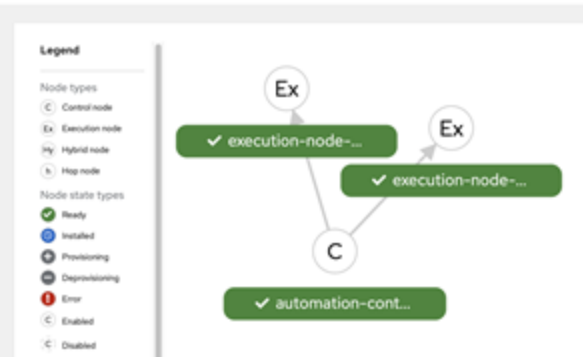 Legend
Node types
C Control node
Ex Execution node
Hy Hybrid node
h Hop node
Node state types
Ready
Installed
Provisioning
Deprovisioning
Error
C Enabled
C Disabled
Ex
execution-node-...
Ex
execution-node-...
C
automation-cont...